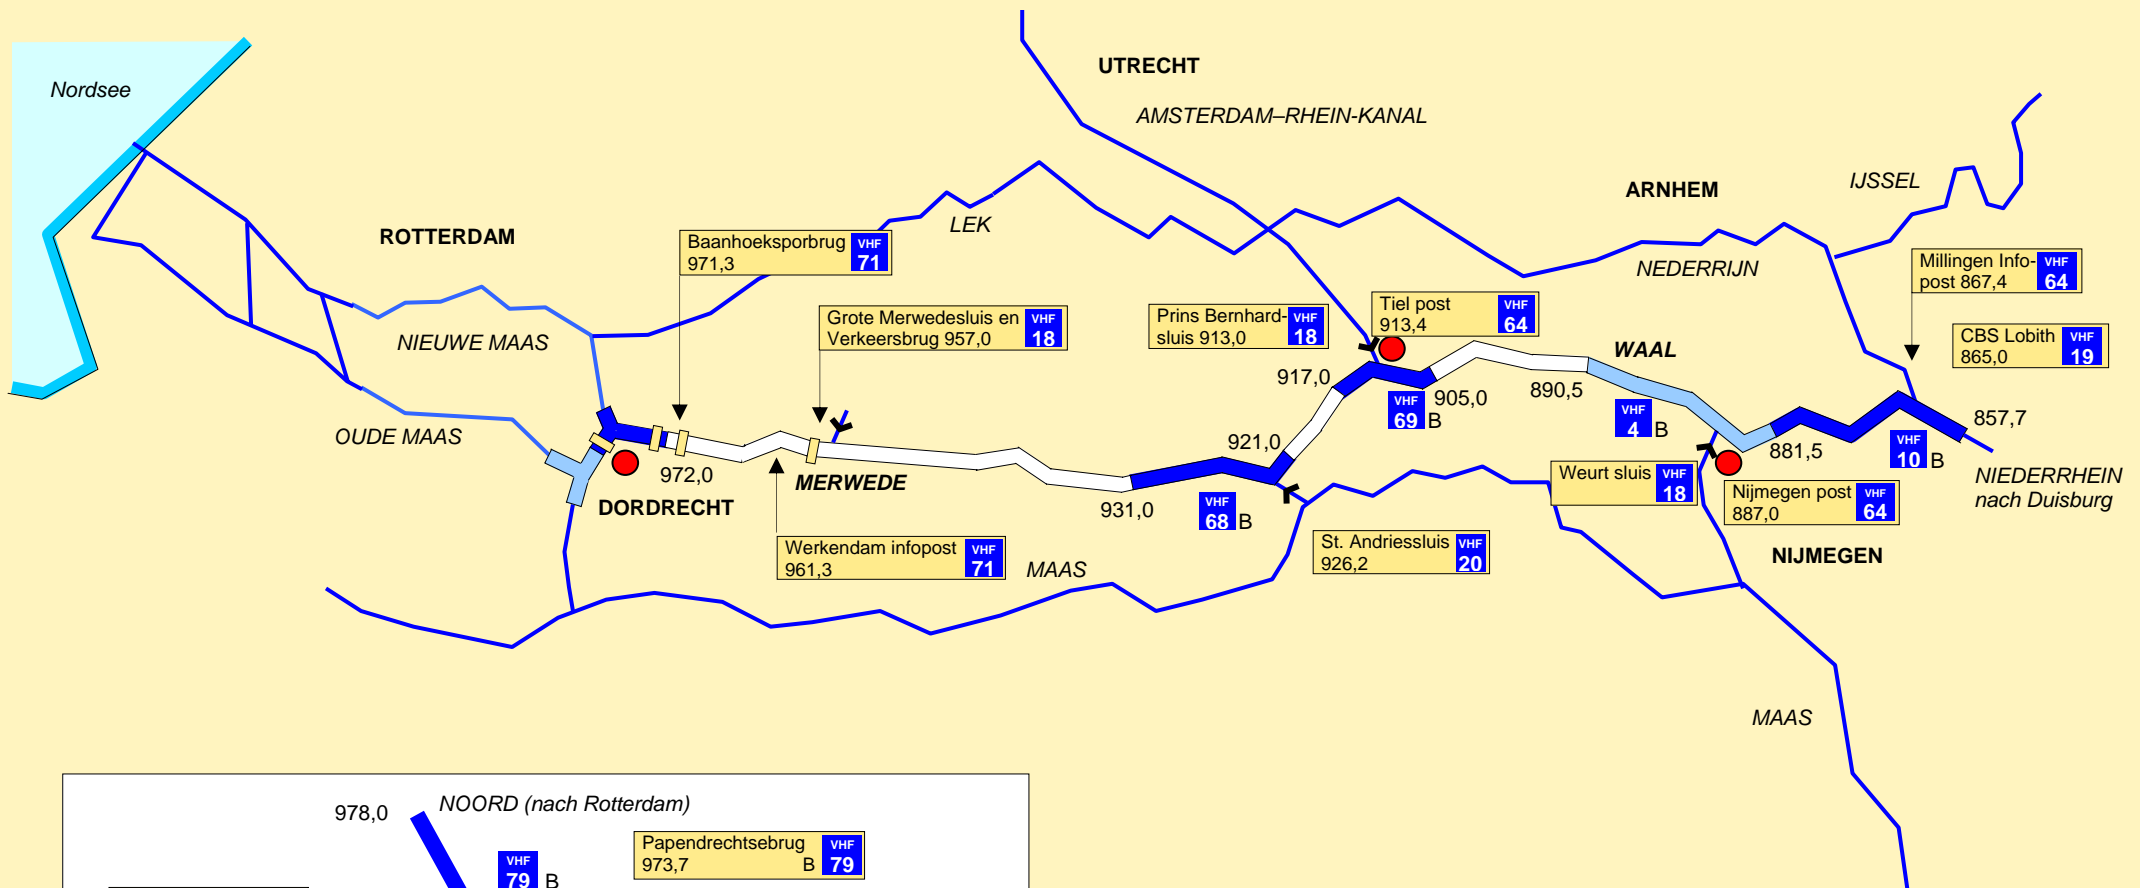 Nordsee
UTRECHT
AMSTERDAM–RHEIN-KANAL
ARNHEM
IJSSEL
ROTTERDAM
LEK
Baanhoeksporbrug
971,3
VHF
71
NEDERRIJN
Millingen Info-
post 867,4
VHF
64
Grote Merwedesluis en
Verkeersbrug 957,0
VHF
18
Prins Bernhard-
sluis 913,0
VHF
18
Tiel post
913,4
VHF
64
CBS Lobith
865,0
VHF
19
NIEUWE MAAS
WAAL
917,0
905,0
890,5
VHF
69 B
VHF
4 B
857,7
OUDE MAAS
921,0
881,5
VHF
10 B
972,0
MERWEDE
DORDRECHT
931,0
VHF
68 B
Weurt sluis
VHF
18
Nijmegen post
887,0
VHF
64
NIEDERRHEIN
nach Duisburg
Werkendam infopost
961,3
VHF
71
MAAS
St. Andriessluis
926,2
VHF
20
NIJMEGEN
MAAS
978,0
NOORD (nach Rotterdam)
VHF
79 B
Papendrechtsebrug
973,7 B
VHF
79